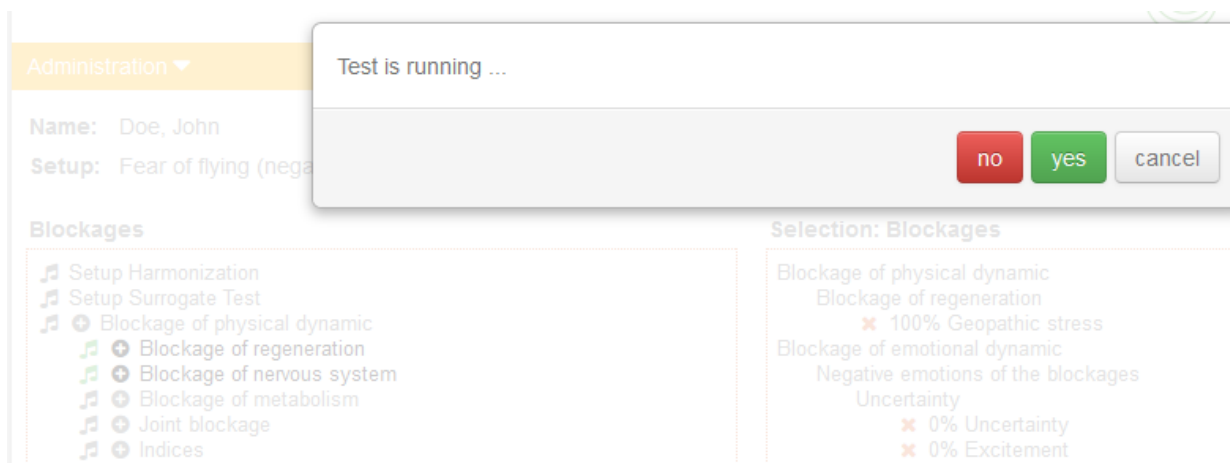 Administration
Test is running ...
Name: Doe, John
Setup: Fear of flying (nega
no yes cancel
Blockages
Setup Harmonization
Setup Surrogate Test
Blockage of physical dynamic
Blockage of regeneration
Blockage of nervous system
Blockage of metabolism
Joint blockage
Indices
Selection: Blockages
Blockage of physical dynamic
Blockage of regeneration
100% Geopathic stress
Blockage of emotional dynamic
Negative emotions of the blockages
Uncertainty
0% Uncertainty
0% Excitement